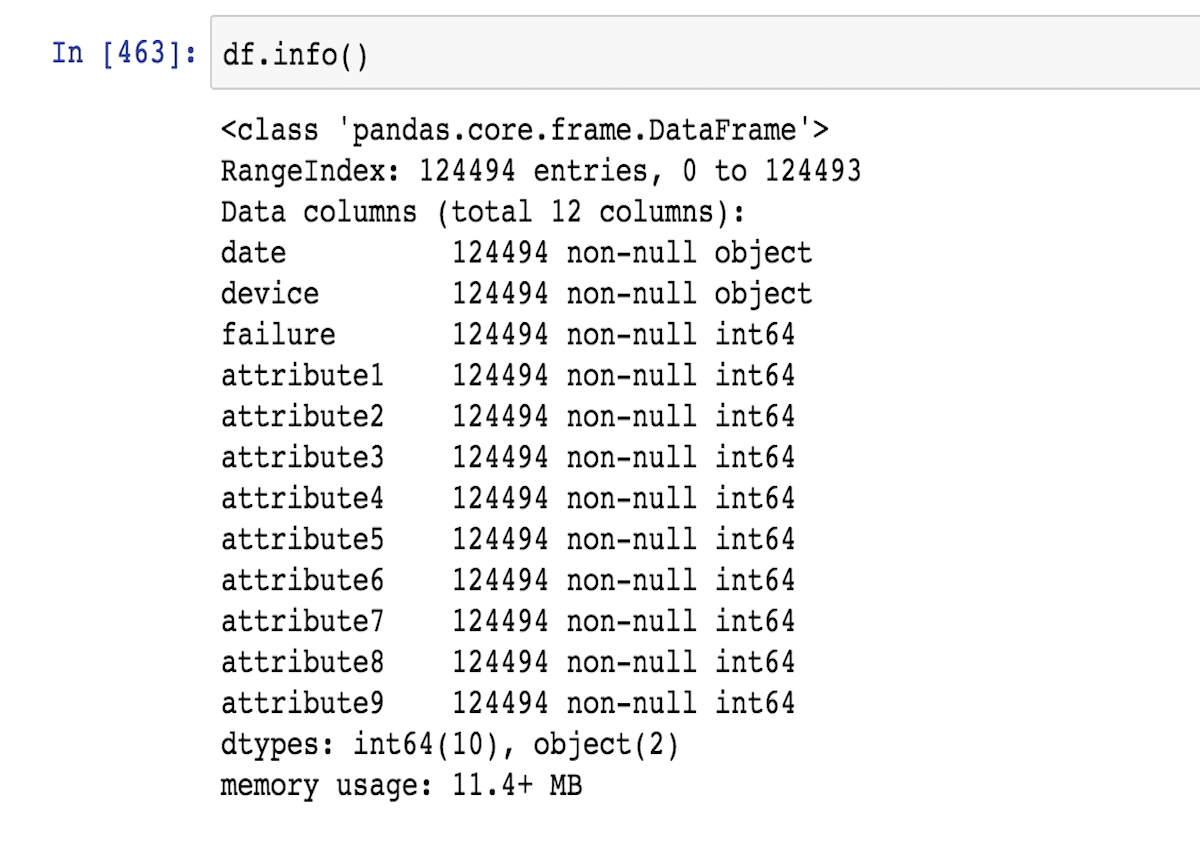 In [463]: df.info()
<class 'pandas.core.frame.DataFrame'>
RangeIndex: 124494 entries, 0 to 124493
Data columns (total 12 columns):
date          124494 non-null object
device        124494 non-null object
failure       124494 non-null int64
attribute1    124494 non-null int64
attribute2    124494 non-null int64
attribute3    124494 non-null int64
attribute4    124494 non-null int64
attribute5    124494 non-null int64
attribute6    124494 non-null int64
attribute7    124494 non-null int64
attribute8    124494 non-null int64
attribute9    124494 non-null int64
dtypes: int64(10), object(2)
memory usage: 11.4+ MB